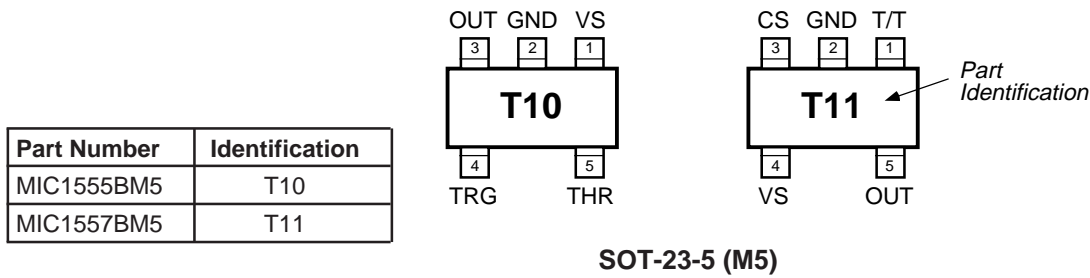 OUT GND VS
3 2 1
T10
4 5
TRG THR
CS GND T/T
3 2 1
T11
4 5
VS OUT
Part
Identification
Part Number Identification
MIC1555BM5 T10
MIC1557BM5 T11
SOT-23-5 (M5)